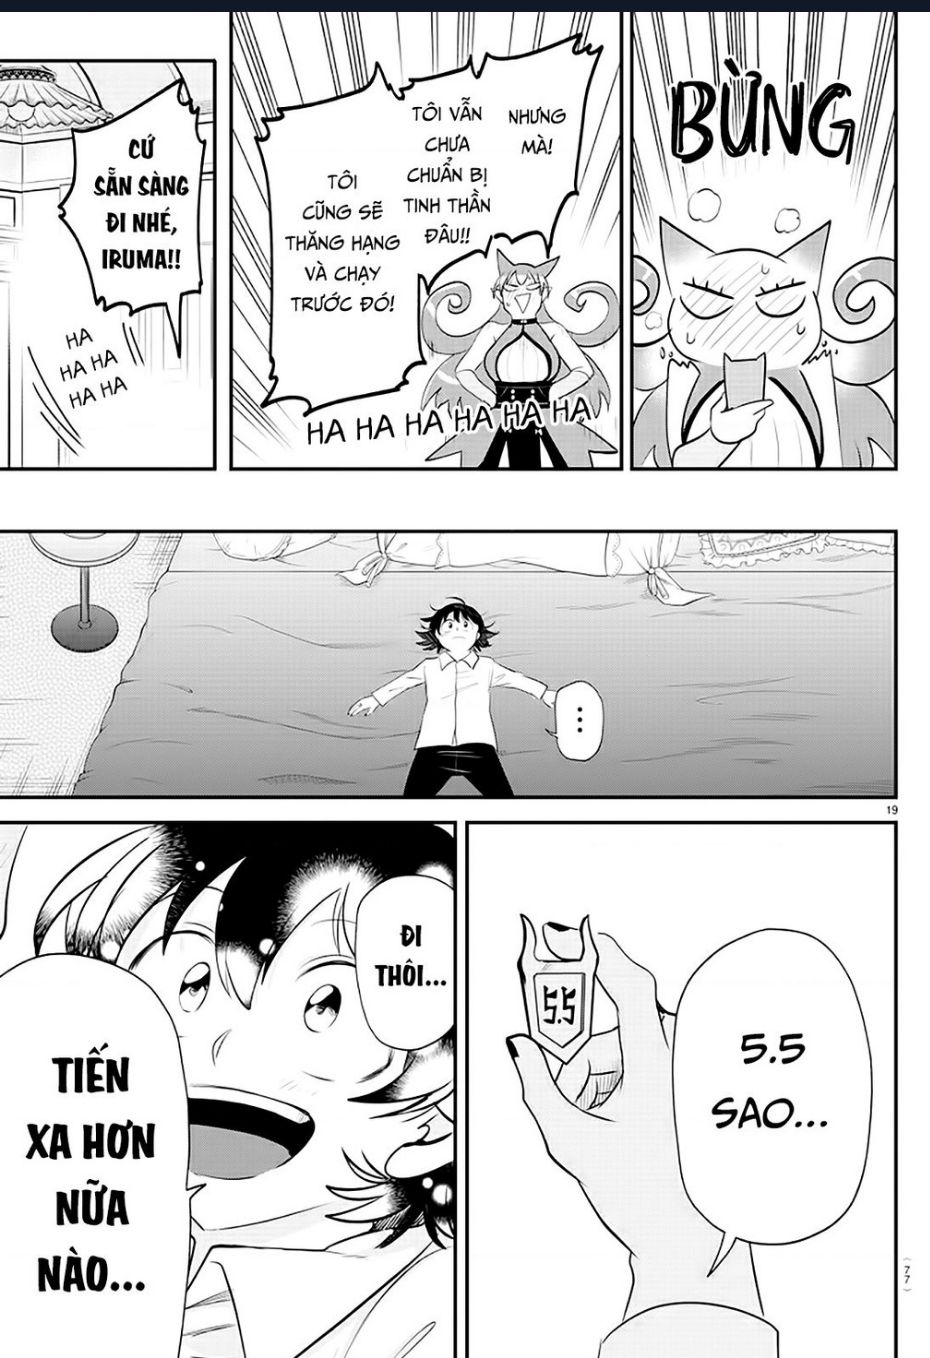 BỪNG
NHƯNG
MÀ!
TÔI VẪN
CHƯA
CHUẨN BỊ
TINH THẦN
ĐÂU!!
TÔI
CŨNG SẼ
THĂNG HẠNG
VÀ CHẠY
TRƯỚC ĐÓ!
HA HA HA HA HA HA
CỨ
SẴN SÀNG
ĐI NHÉ,
IRUMA!!
HA
HA HA
HA HA
...
19
5.5
5.5
SAO...
ĐI
THÔI...
TIẾN
XA HƠN
NỮA
NÀO...
(77)